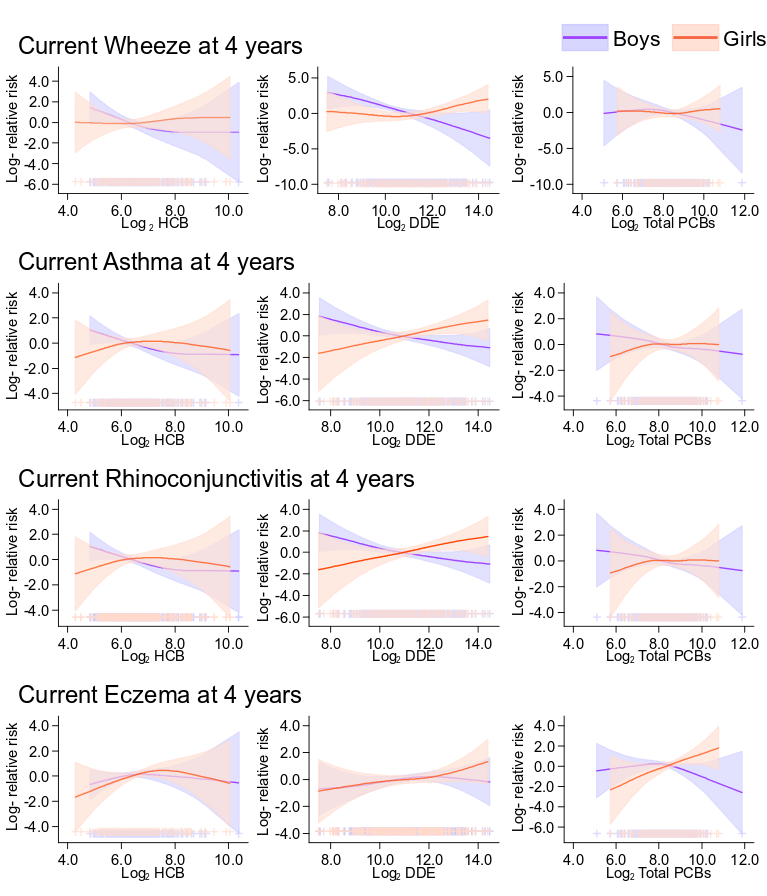 Boys Girls
Current Wheeze at 4 years
Log- relative risk
4.0 2.0 0.0 -2.0 -4.0 -6.0
4.0 6.0 8.0 10.0
Log2 HCB
Log- relative risk
5.0 0.0 -5.0 -10.0
8.0 10.0 12.0 14.0
Log2 DDE
Log- relative risk
5.0 0.0 -5.0 -10.0
4.0 6.0 8.0 10.0 12.0
Log2 Total PCBs
Current Asthma at 4 years
Log- relative risk
4.0 2.0 0.0 -2.0 -4.0
4.0 6.0 8.0 10.0
Log2 HCB
Log- relative risk
4.0 2.0 0.0 -2.0 -4.0 -6.0
8.0 10.0 12.0 14.0
Log2 DDE
Log- relative risk
4.0 2.0 0.0 -2.0 -4.0
4.0 6.0 8.0 10.0 12.0
Log2 Total PCBs
Current Rhinoconjunctivitis at 4 years
Log- relative risk
4.0 2.0 0.0 -2.0 -4.0
4.0 6.0 8.0 10.0
Log2 HCB
Log- relative risk
4.0 2.0 0.0 -2.0 -4.0 -6.0
8.0 10.0 12.0 14.0
Log2 DDE
Log- relative risk
4.0 2.0 0.0 -2.0 -4.0
4.0 6.0 8.0 10.0 12.0
Log2 Total PCBs
Current Eczema at 4 years
Log- relative risk
4.0 2.0 0.0 -2.0 -4.0
4.0 6.0 8.0 10.0
Log2 HCB
Log- relative risk
4.0 2.0 0.0 -2.0 -4.0
8.0 10.0 12.0 14.0
Log2 DDE
Log- relative risk
4.0 2.0 0.0 -2.0 -4.0 -6.0
4.0 6.0 8.0 10.0 12.0
Log2 Total PCBs